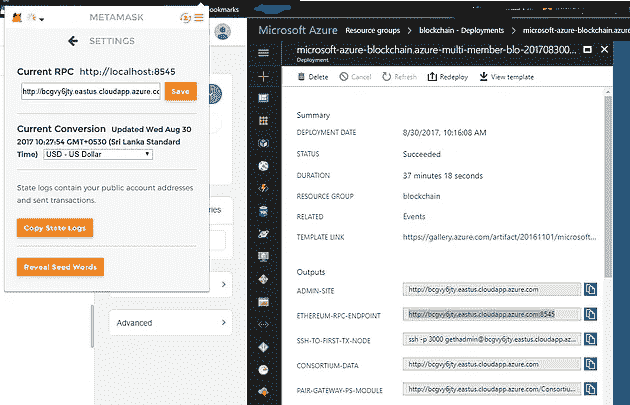 METAMASK
SETTINGS
Current RPC http://localhost:8545
http://bcgvy6jty.eastus.cloudapp.azure.co
Save
Current Conversion Updated Wed Aug 30
2017 10:27:54 GMT+0530 (Sri Lanka Standard
Time) USD - US Dollar
State logs contain your public account addresses
and sent transactions.
Copy State Logs
Reveal Seed Words
ookmarks
ries
Advanced
Microsoft Azure Resource groups > blockchain - Deployments > microsoft-azure-blockchain.azur
microsoft-azure-blockchain.azure-multi-member-blo-201708300...
Deployment
Delete Cancel Refresh Redeploy View template
Summary
DEPLOYMENT DATE 8/30/2017, 10:16:08 AM
STATUS Succeeded
DURATION 37 minutes 18 seconds
RESOURCE GROUP blockchain
RELATED Events
TEMPLATE LINK https://gallery.azure.com/artifact/20161101/microsoft...
Outputs
ADMIN-SITE http://bcgvy6jty.eastus.cloudapp.azure.com
ETHEREUM-RPC-ENDPOINT http://bcgvy6jty.eastus.cloudapp.azure.com:8545
SSH-TO-FIRST-TX-NODE ssh -p 3000 gethadmin@bcgvy6jty.eastus.cloudapp.az...
CONSORTIUM-DATA http://bcgvy6jty.eastus.cloudapp.azure.com
PAIR-GATEWAY-PS-MODULE http://bcgvy6jty.eastus.cloudapp.azure.com/Consortiu...